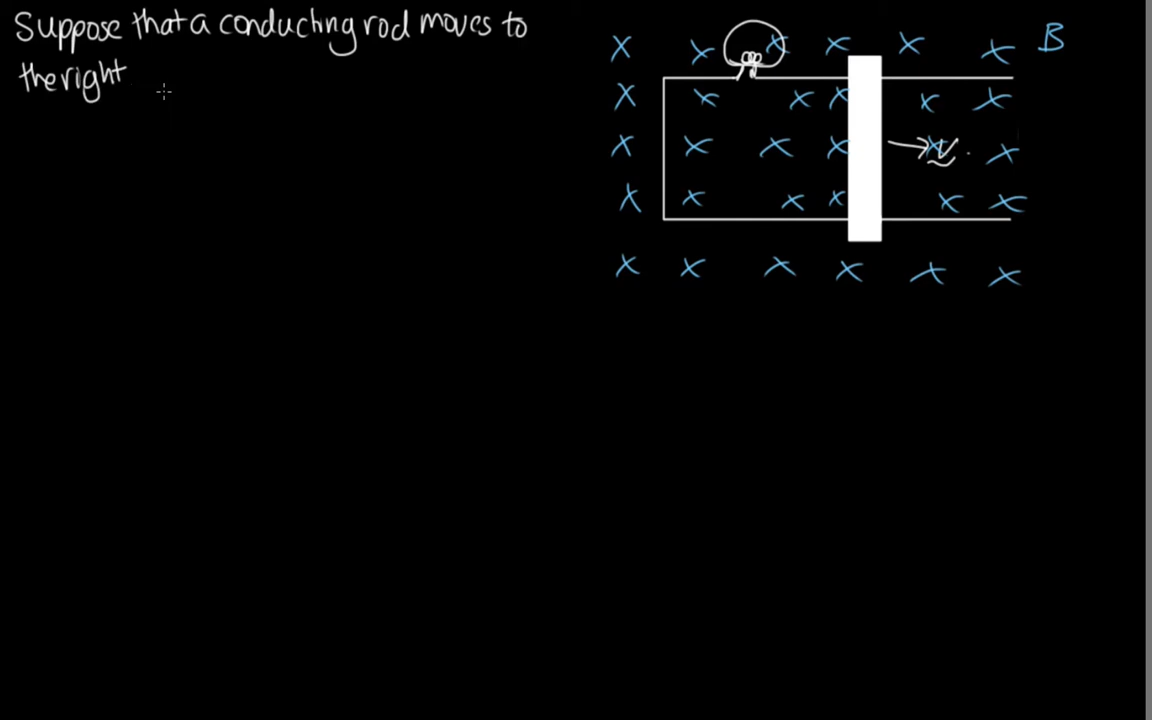 Suppose that a conducting rod moves to
the right
X X X X X X B
X X X X X X
X X X X X V X
X X X X X X
X X X X X X